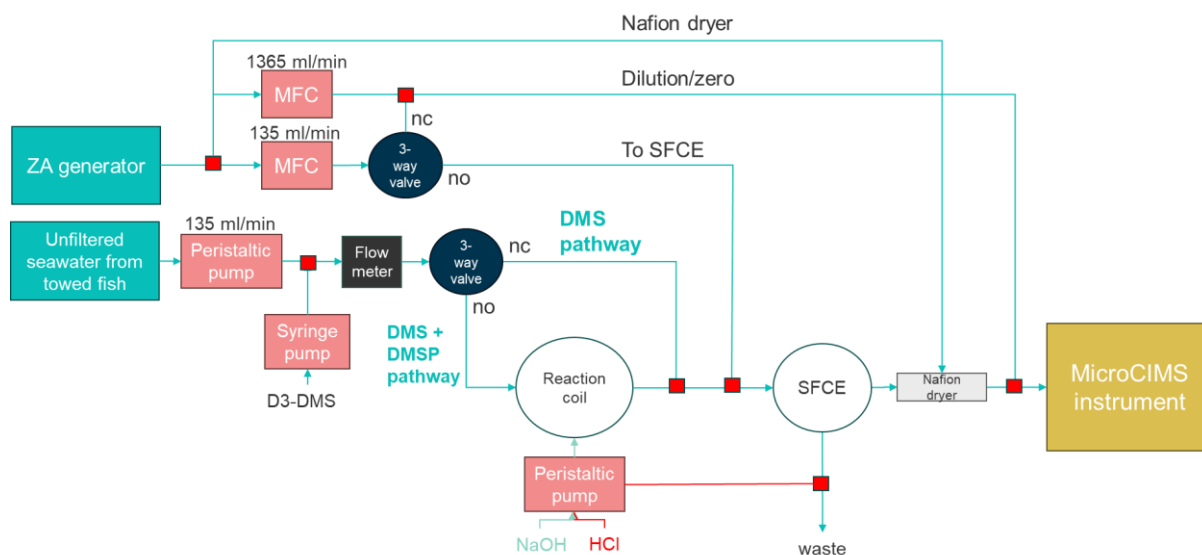 Nafion dryer
1365 ml/min
MFC
Dilution/zero
nc
135 ml/min
MFC
3-
way
valve
no
To SFCE
ZA generator
135 ml/min
Unfiltered
seawater from
towed fish
Peristaltic
pump
Flow
meter
3-
way
valve
nc
no
DMS
pathway
Syringe
pump
D3-DMS
DMS +
DMSP
pathway
Reaction
coil
SFCE
Nafion
dryer
MicroCIMS
instrument
Peristaltic
pump
NaOH
HCl
waste